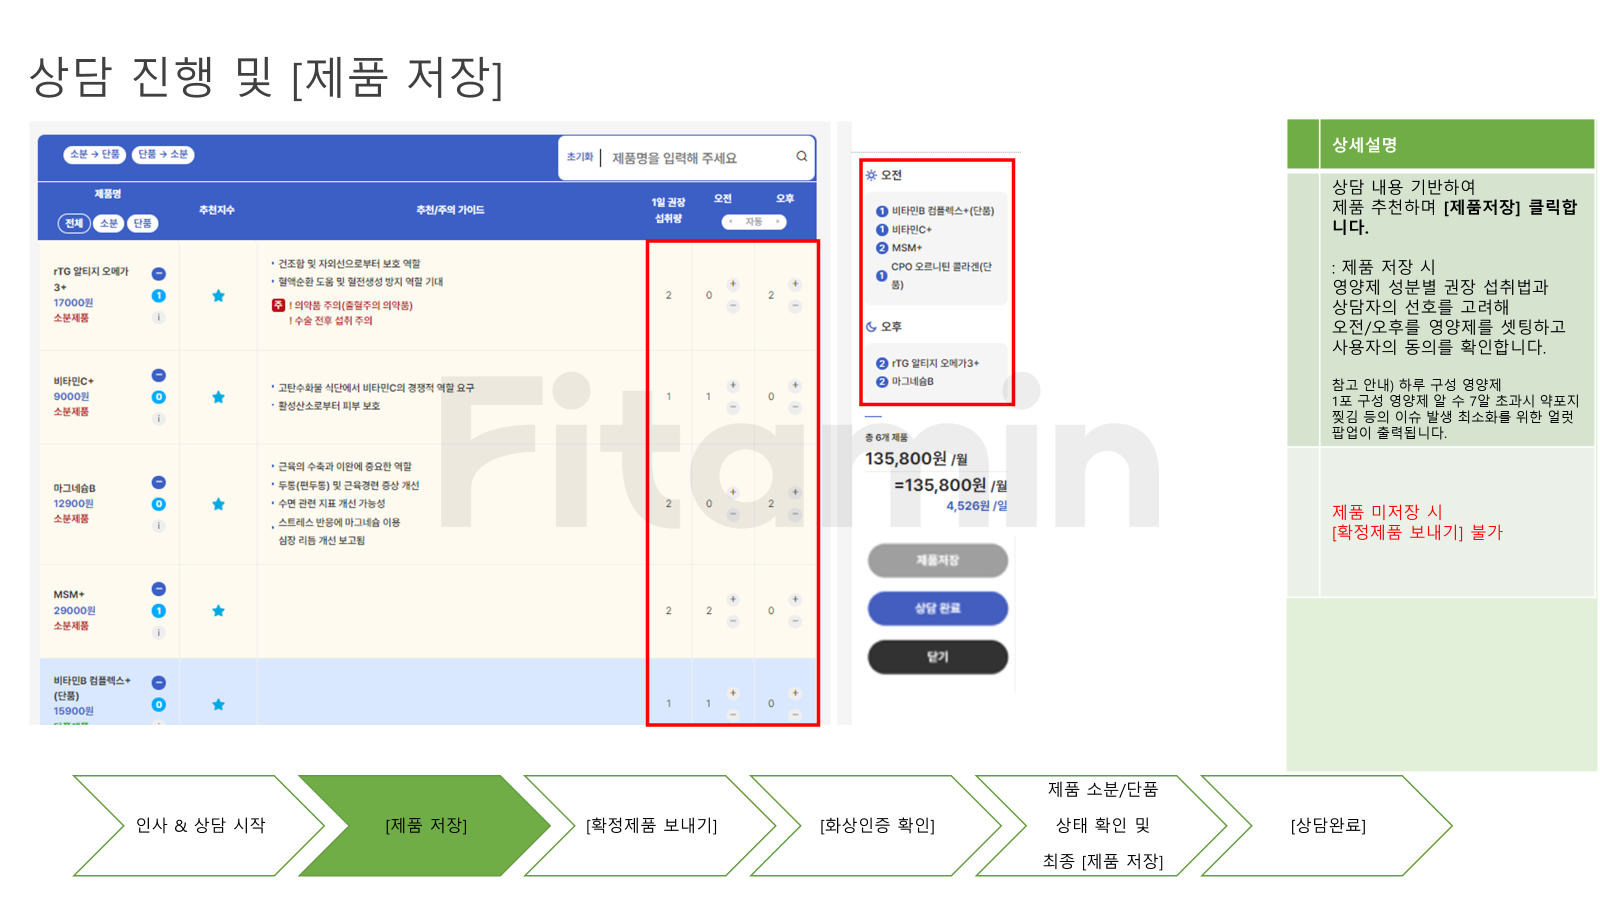 상담 진행 및 [제품 저장]
소분 → 단품
단품 → 소분
초기화
제품명을 입력해 주세요
제품명
전체
소분
단품
추천지수
추천/주의 가이드
1일 권장
섭취량
오전
오후
자동
rTG 알티지 오메가
3+
17000원
소분제품
1
i
· 건조함 및 자외선으로부터 보호 역할
· 혈액순환 도움 및 혈전생성 방지 역할 기대
주 ! 의약품 주의(출혈주의 의약품)
! 수술 전후 섭취 주의
2
0
+
−
2
+
−
비타민C+
9000원
소분제품
0
i
· 고탄수화물 식단에서 비타민C의 경쟁적 역할 요구
· 활성산소로부터 피부 보호
1
1
+
−
0
+
−
마그네슘B
12900원
소분제품
0
i
· 근육의 수축과 이완에 중요한 역할
· 두통(편두통) 및 근육경련 증상 개선
· 수면 관련 지표 개선 가능성
· 스트레스 반응에 마그네슘 이용
심장 리듬 개선 보고됨
2
0
+
−
2
+
−
MSM+
29000원
소분제품
1
i
2
2
+
−
0
+
−
비타민B 컴플렉스+
(단품)
15900원
0
1
1
+
−
0
+
−
오전
1 비타민B 컴플렉스+(단품)
1 비타민C+
2 MSM+
1 CPO 오르니틴 콜라겐(단
품)
오후
2 rTG 알티지 오메가3+
2 마그네슘B
총 6개 제품
135,800원 /월
=135,800원 /월
4,526원 /일
제품저장
상담 완료
닫기
Fitamin
상세설명
상담 내용 기반하여
제품 추천하며 [제품저장] 클릭합
니다.
: 제품 저장 시
영양제 성분별 권장 섭취법과
상담자의 선호를 고려해
오전/오후를 영양제를 셋팅하고
사용자의 동의를 확인합니다.
참고 안내) 하루 구성 영양제
1포 구성 영양제 알 수 7알 초과시 약포지
찢김 등의 이슈 발생 최소화를 위한 얼럿
팝업이 출력됩니다.
제품 미저장 시
[확정제품 보내기] 불가
인사 & 상담 시작
[제품 저장]
[확정제품 보내기]
[화상인증 확인]
제품 소분/단품
상태 확인 및
최종 [제품 저장]
[상담완료]